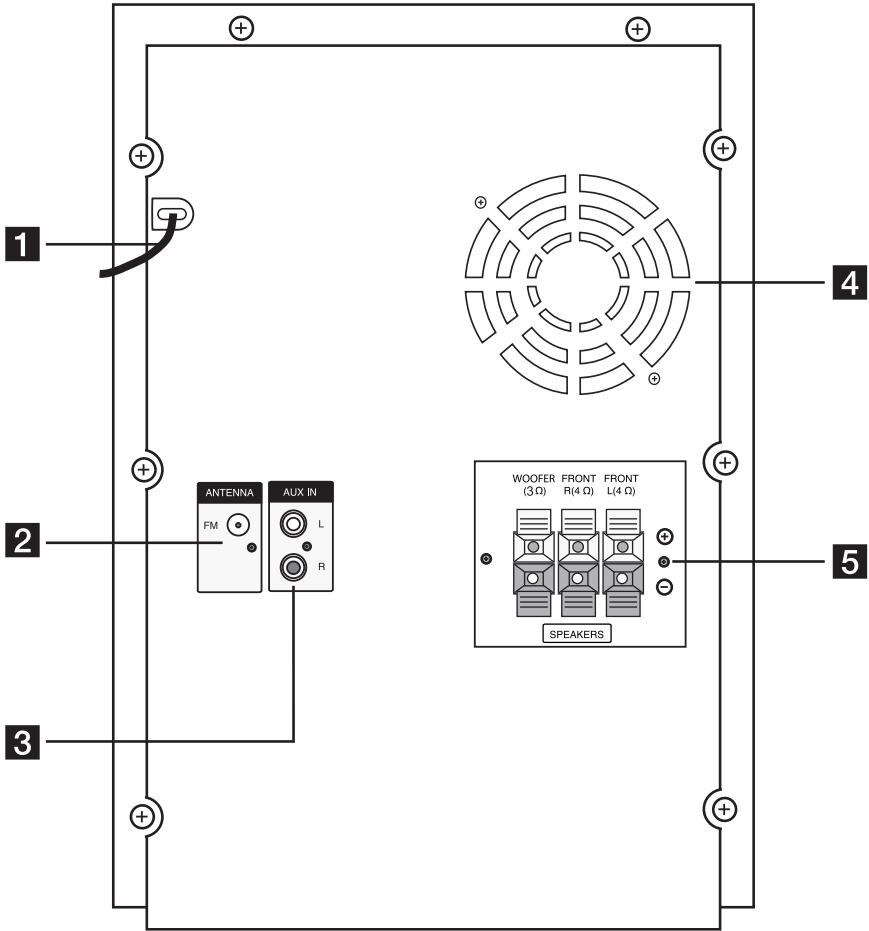 1
4
WOOFER FRONT FRONT
(3 Ω) R(4 Ω) L(4 Ω)
ANTENNA AUX IN
FM L
R
2
5
+
−
SPEAKERS
3